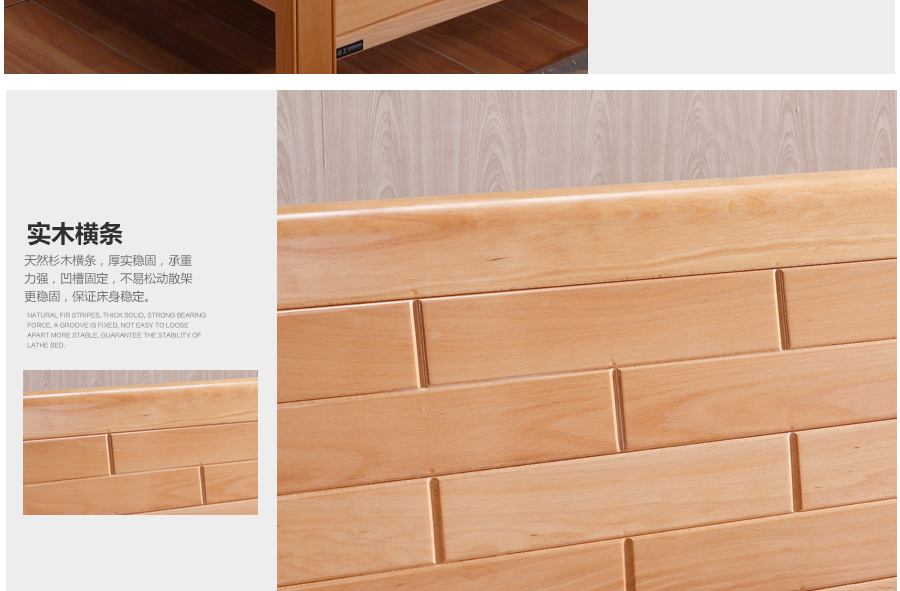 实木横条
天然杉木横条，厚实稳固，承重
力强，凹槽固定，不易松动散架
更稳固，保证床身稳定。
NATURAL FIR STRIPES, THICK SOLID, STRONG BEARING
FORCE, A GROOVE IS FIXED, NOT EASY TO LOOSE
APART MORE STABLE, GUARANTEE THE STABILITY OF
LATHE BED.